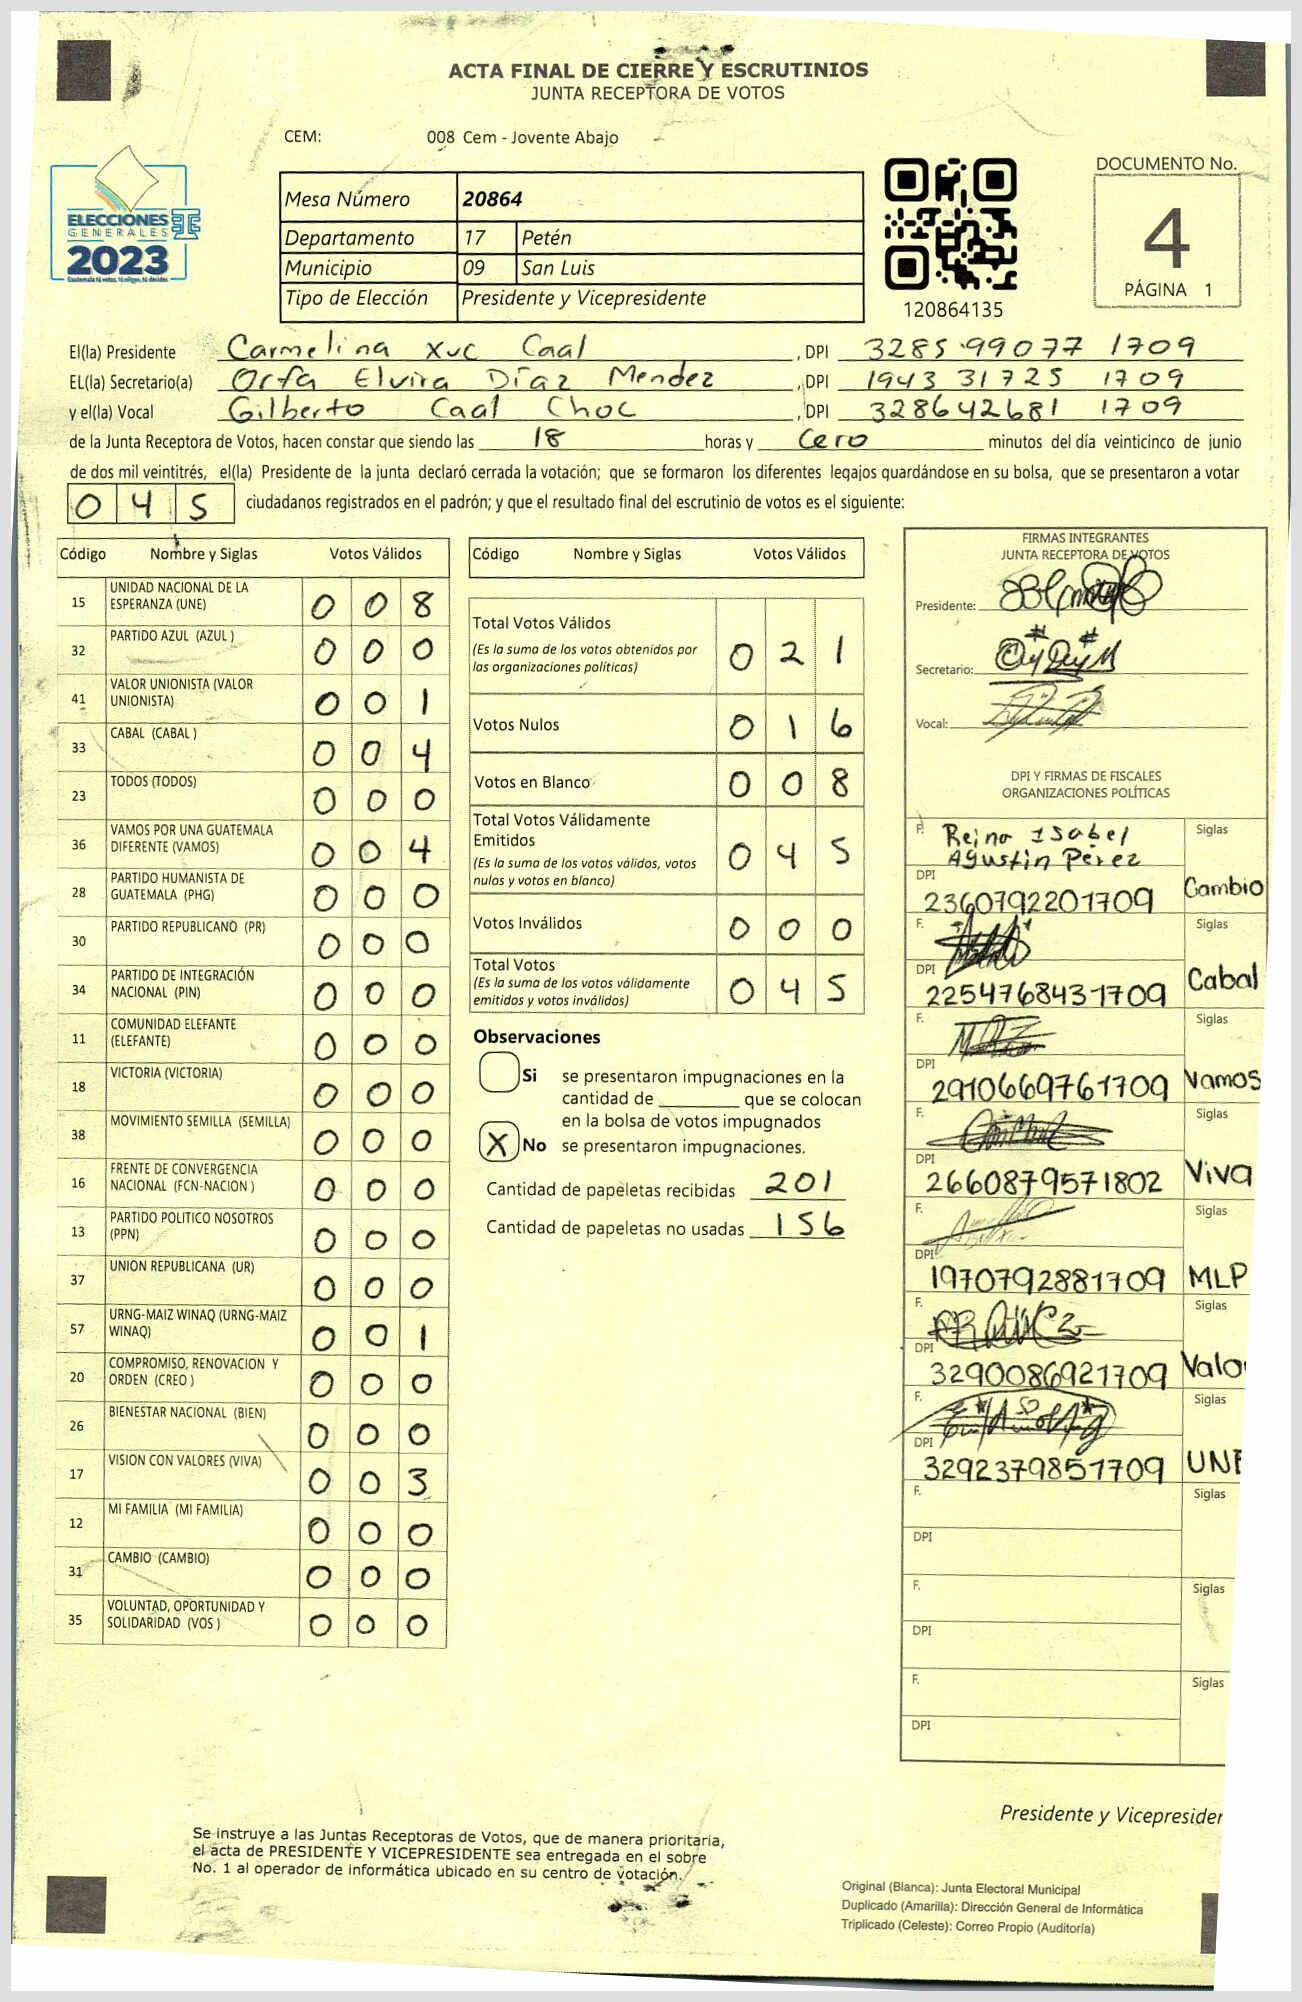 ACTA FINAL DE CIERRE Y ESCRUTINIOS
JUNTA RECEPTORA DE VOTOS
CEM: 008 Cem - Jovente Abajo
DOCUMENTO No.
4
PÁGINA 1
ELECCIONES
GENERALES
2023
Guatemala tú votas, tú eliges, tú decides
Mesa Número 20864
Departamento 17 Petén
Municipio 09 San Luis
Tipo de Elección Presidente y Vicepresidente
120864135
El(la) Presidente Carmelina Xuc Caal , DPI 3285 99077 1709
EL(la) Secretario(a) Orfa Elvira Díaz Mendez , DPI 1943 31725 1709
y el(la) Vocal Gilberto Caal Choc , DPI 328642681 1709
de la Junta Receptora de Votos, hacen constar que siendo las 18 horas y cero minutos del día veinticinco de junio
de dos mil veintitrés, el(la) Presidente de la junta declaró cerrada la votación; que se formaron los diferentes legajos guardándose en su bolsa, que se presentaron a votar
045 ciudadanos registrados en el padrón; y que el resultado final del escrutinio de votos es el siguiente:
Código Nombre y Siglas Votos Válidos
15 UNIDAD NACIONAL DE LA
ESPERANZA (UNE) 0 0 8
32 PARTIDO AZUL (AZUL ) 0 0 0
41 VALOR UNIONISTA (VALOR
UNIONISTA) 0 0 1
33 CABAL (CABAL ) 0 0 4
23 TODOS (TODOS) 0 0 0
36 VAMOS POR UNA GUATEMALA
DIFERENTE (VAMOS) 0 0 4
28 PARTIDO HUMANISTA DE
GUATEMALA (PHG) 0 0 0
30 PARTIDO REPUBLICANO (PR) 0 0 0
34 PARTIDO DE INTEGRACIÓN
NACIONAL (PIN) 0 0 0
11 COMUNIDAD ELEFANTE
(ELEFANTE) 0 0 0
18 VICTORIA (VICTORIA) 0 0 0
38 MOVIMIENTO SEMILLA (SEMILLA) 0 0 0
16 FRENTE DE CONVERGENCIA
NACIONAL (FCN-NACION ) 0 0 0
13 PARTIDO POLITICO NOSOTROS
(PPN) 0 0 0
37 UNION REPUBLICANA (UR) 0 0 0
57 URNG-MAIZ WINAQ (URNG-MAIZ
WINAQ) 0 0 1
20 COMPROMISO, RENOVACION Y
ORDEN (CREO ) 0 0 0
26 BIENESTAR NACIONAL (BIEN) 0 0 0
17 VISION CON VALORES (VIVA) 0 0 3
12 MI FAMILIA (MI FAMILIA) 0 0 0
31 CAMBIO (CAMBIO) 0 0 0
35 VOLUNTAD, OPORTUNIDAD Y
SOLIDARIDAD (VOS ) 0 0 0
Código Nombre y Siglas Votos Válidos
Total Votos Válidos
(Es la suma de los votos obtenidos por
las organizaciones políticas) 0 2 1
Votos Nulos 0 1 6
Votos en Blanco 0 0 8
Total Votos Válidamente
Emitidos
(Es la suma de los votos válidos, votos
nulos y votos en blanco) 0 4 5
Votos Inválidos 0 0 0
Total Votos
(Es la suma de los votos válidamente
emitidos y votos inválidos) 0 4 5
Observaciones
Si se presentaron impugnaciones en la
cantidad de ________ que se colocan
en la bolsa de votos impugnados
X No se presentaron impugnaciones.
Cantidad de papeletas recibidas 201
Cantidad de papeletas no usadas 156
FIRMAS INTEGRANTES
JUNTA RECEPTORA DE VOTOS
Presidente:
Secretario:
Vocal:
DPI Y FIRMAS DE FISCALES
ORGANIZACIONES POLÍTICAS
F. Reina Isabel Siglas
Agustin Pérez
DPI
2360792201709 Cambio
F. Siglas
DPI
2254768431709 Cabal
F. Siglas
DPI
2910669761709 Vamos
F. Siglas
DPI
2660879571802 Viva
F. Siglas
DPI
1970792881709 MLP
F. Siglas
DPI
3290086921709 Valo
F. Siglas
DPI
3292379851709 UNE
F. Siglas
DPI
F. Siglas
DPI
F. Siglas
DPI
Presidente y Vicepresiden
Se instruye a las Juntas Receptoras de Votos, que de manera prioritaria,
el acta de PRESIDENTE Y VICEPRESIDENTE sea entregada en el sobre
No. 1 al operador de informática ubicado en su centro de votación.
Original (Blanca): Junta Electoral Municipal
Duplicado (Amarilla): Dirección General de Informática
Triplicado (Celeste): Correo Propio (Auditoría)